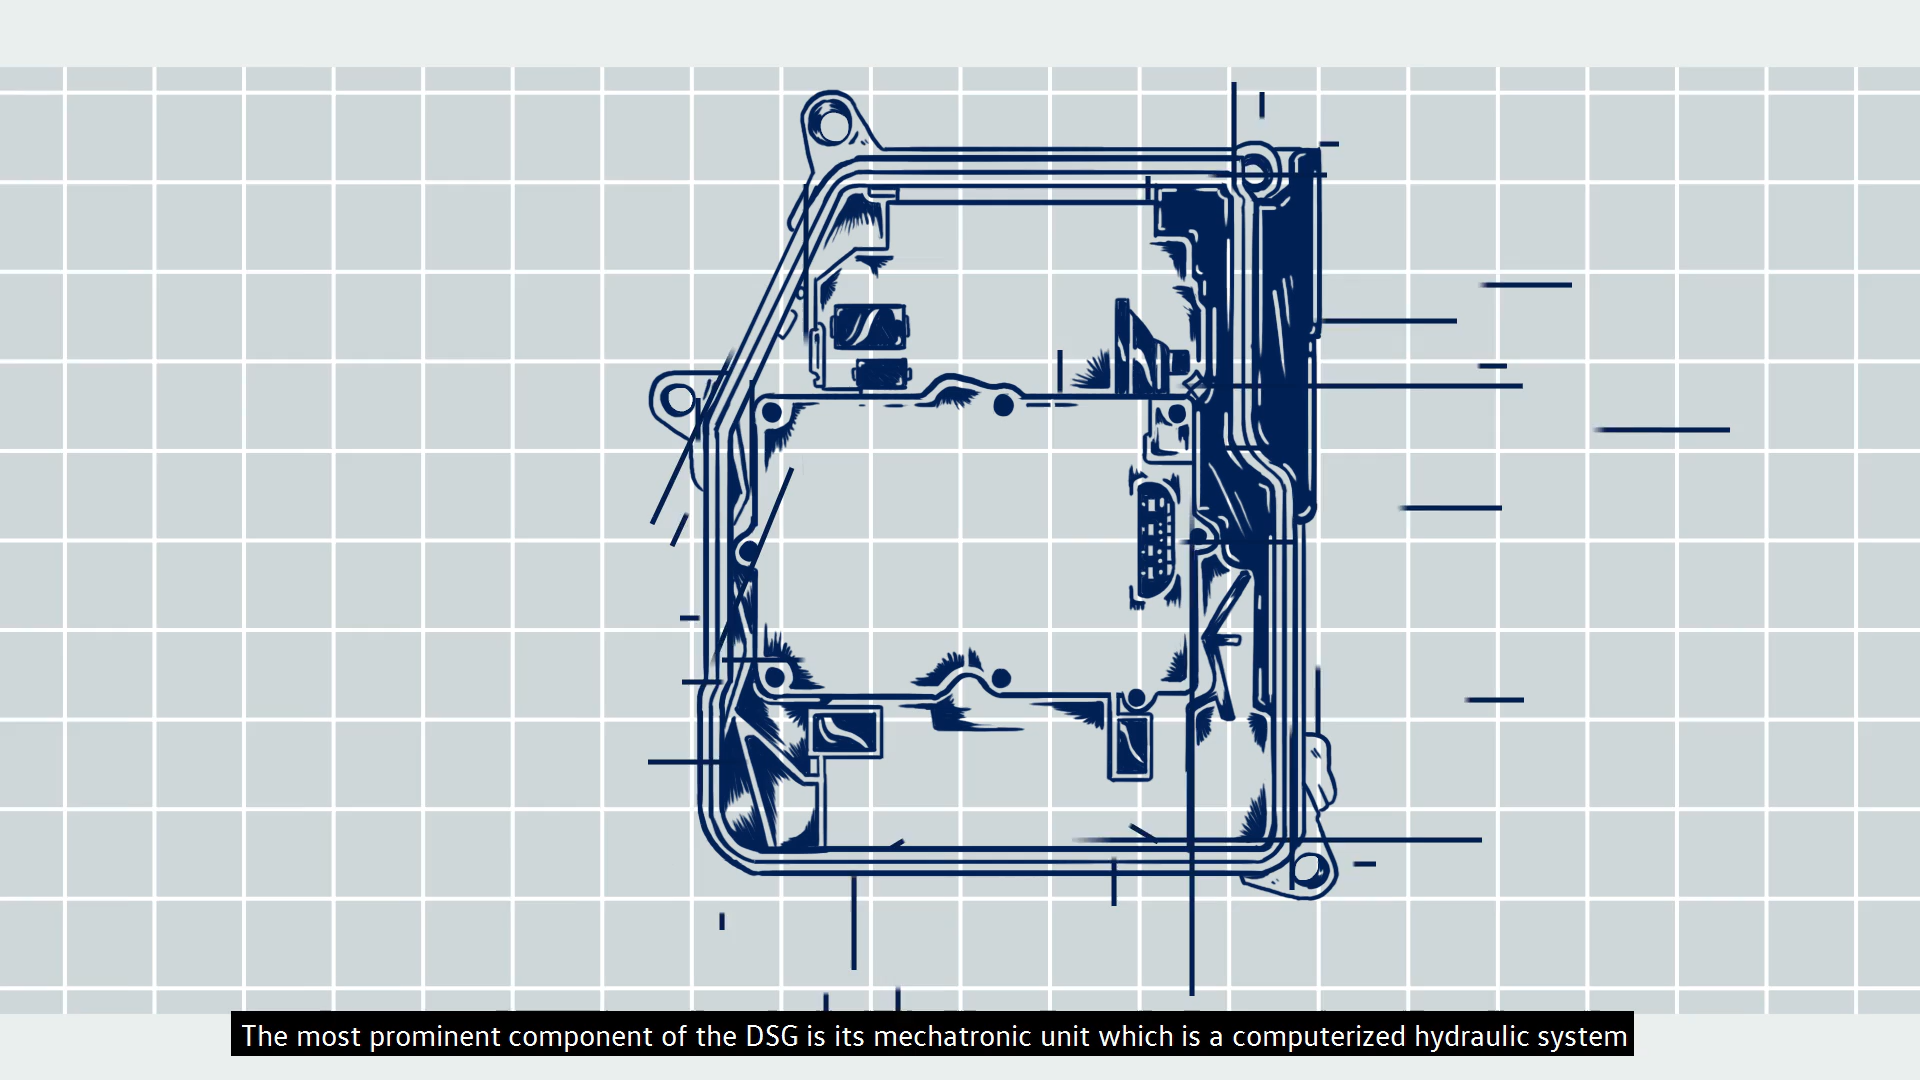 The most prominent component of the DSG is its mechatronic unit which is a computerized hydraulic system